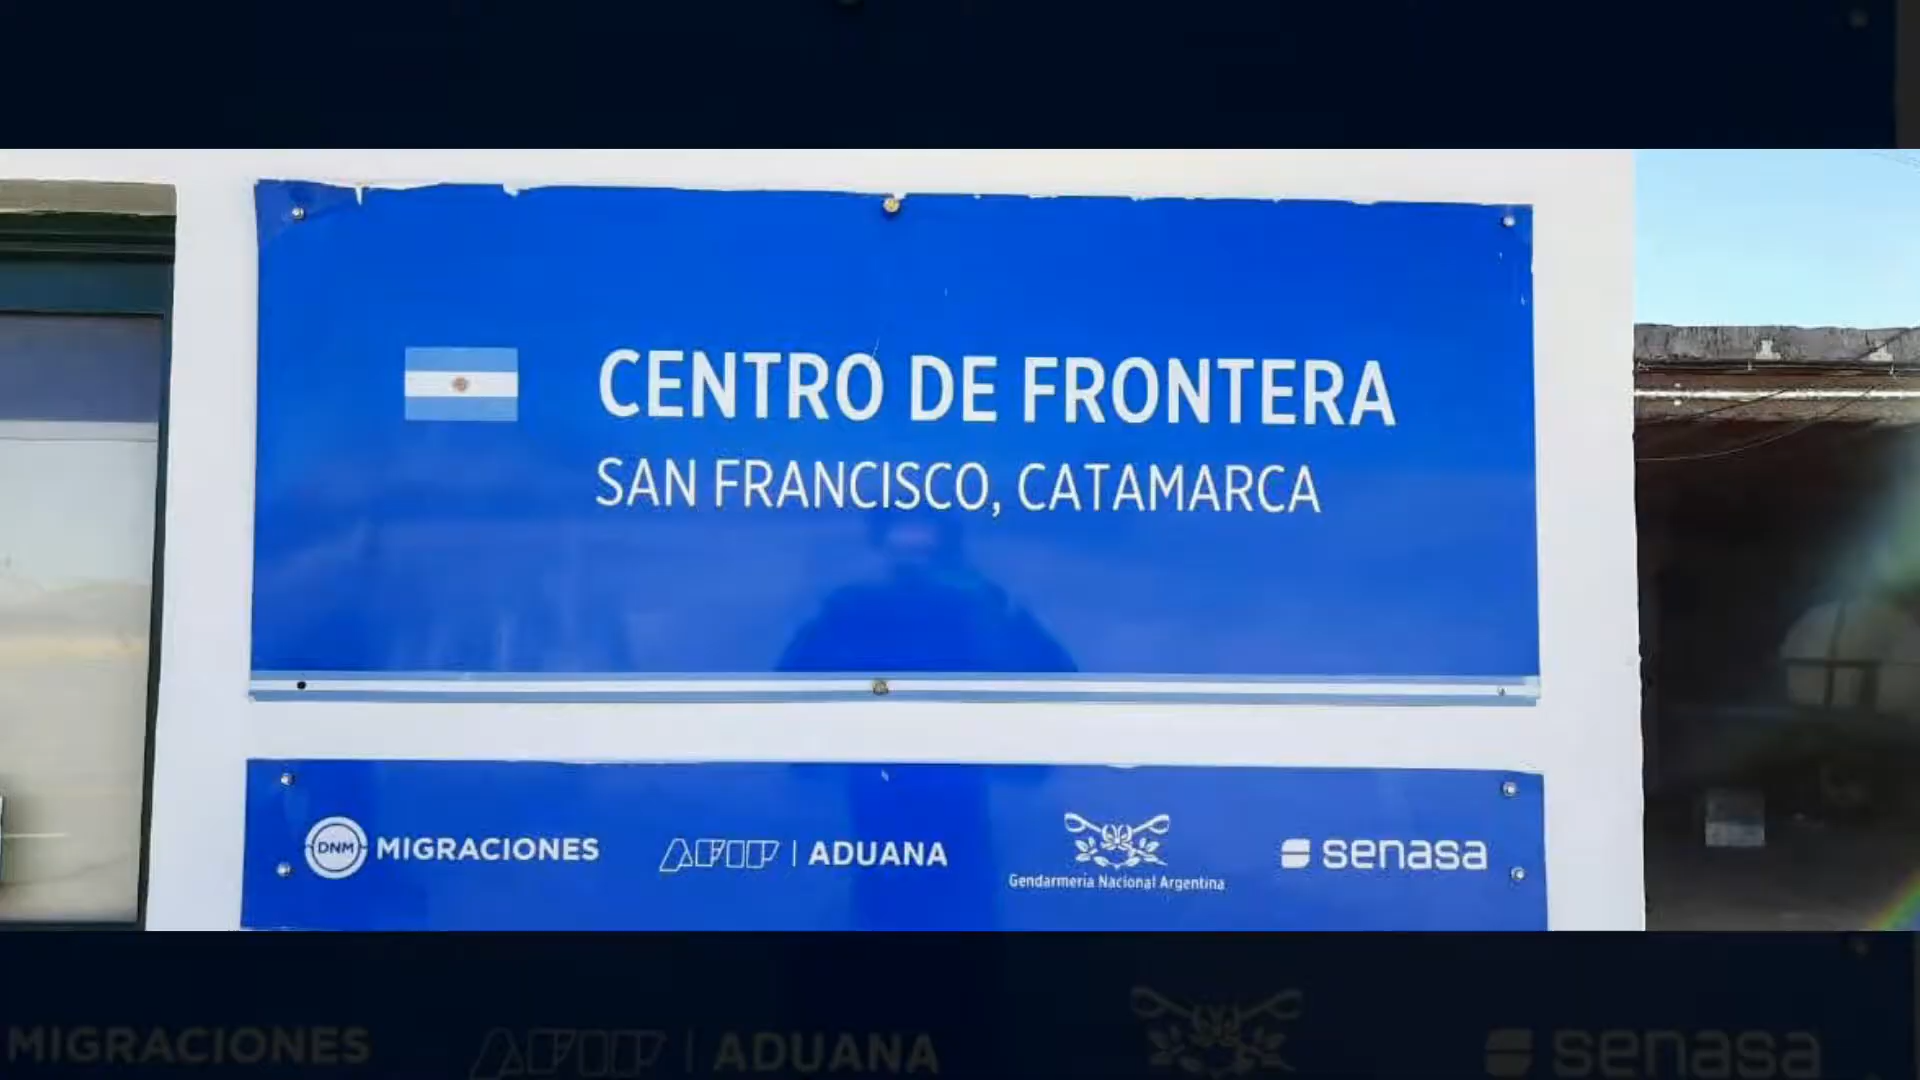 CENTRO DE FRONTERA
SAN FRANCISCO, CATAMARCA
DNM MIGRACIONES AFIP | ADUANA Gendarmería Nacional Argentina senasa
MIGRACIONES AFIP | ADUANA senasa